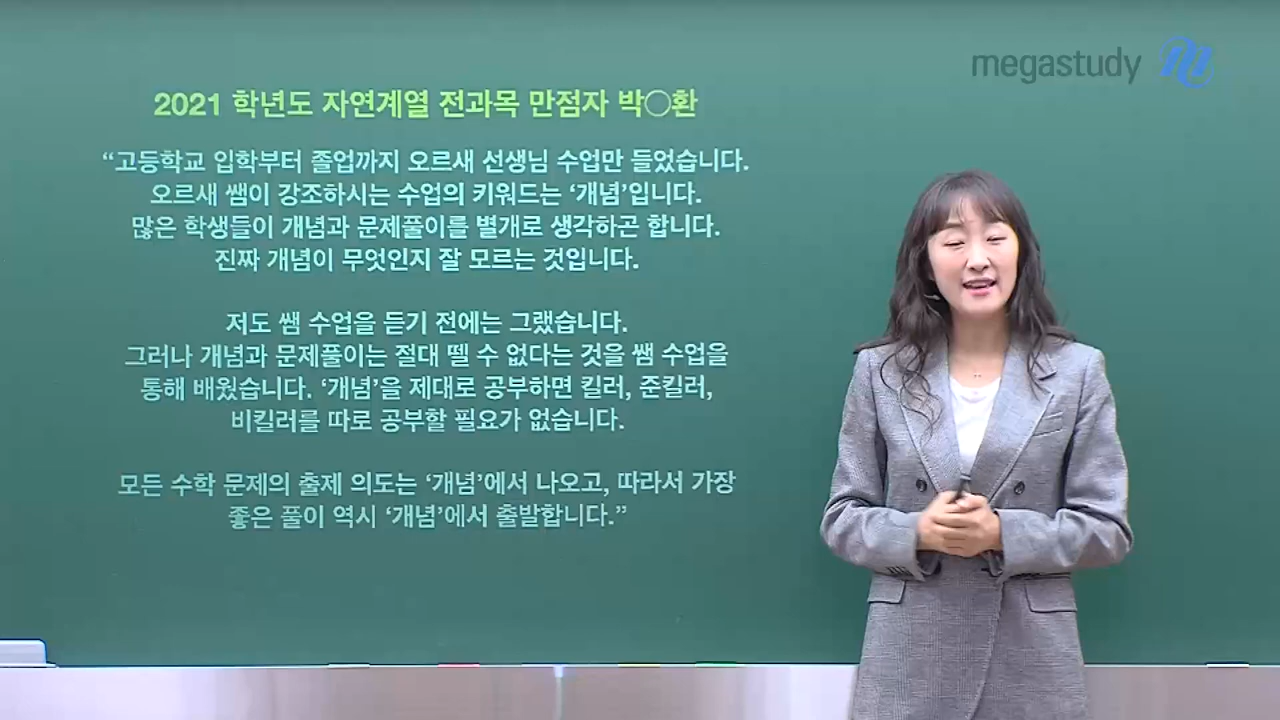 megastudy
2021 학년도 자연계열 전과목 만점자 박○환
“고등학교 입학부터 졸업까지 오르새 선생님 수업만 들었습니다.
오르새 쌤이 강조하시는 수업의 키워드는 ‘개념’입니다.
많은 학생들이 개념과 문제풀이를 별개로 생각하곤 합니다.
진짜 개념이 무엇인지 잘 모르는 것입니다.
저도 쌤 수업을 듣기 전에는 그랬습니다.
그러나 개념과 문제풀이는 절대 뗄 수 없다는 것을 쌤 수업을
통해 배웠습니다. ‘개념’을 제대로 공부하면 킬러, 준킬러,
비킬러를 따로 공부할 필요가 없습니다.
모든 수학 문제의 출제 의도는 ‘개념’에서 나오고, 따라서 가장
좋은 풀이 역시 ‘개념’에서 출발합니다.”